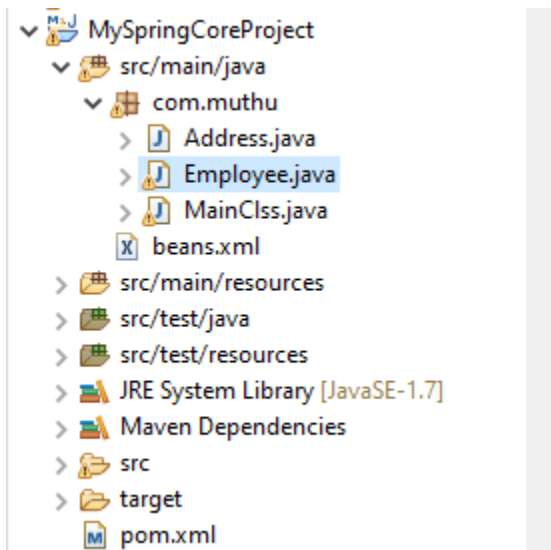 MySpringCoreProject
src/main/java
com.muthu
Address.java
Employee.java
MainClss.java
beans.xml
src/main/resources
src/test/java
src/test/resources
JRE System Library [JavaSE-1.7]
Maven Dependencies
src
target
pom.xml